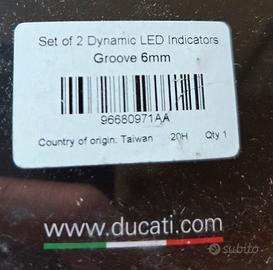 Set of 2 Dynamic LED Indicators
Groove 6mm
96680971AA
Country of origin: Taiwan 20H Qty 1
www.ducati.com
subito